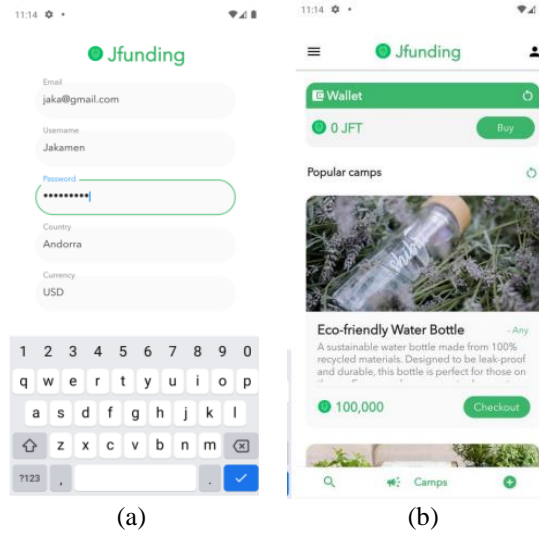 11:14
Jfunding
Email
jaka@gmail.com
Username
Jakamen
Password
•••••••••
Country
Andorra
Currency
USD
1 2 3 4 5 6 7 8 9 0
q w e r t y u i o p
a s d f g h j k l
z x c v b n m
?123 , .
(a)
11:14
Jfunding
Wallet
0 JFT
Buy
Popular camps
shibl
Eco-friendly Water Bottle - Any
A sustainable water bottle made from 100%
recycled materials. Designed to be leak-proof
and durable, this bottle is perfect for those on
100,000
Checkout
Camps
(b)